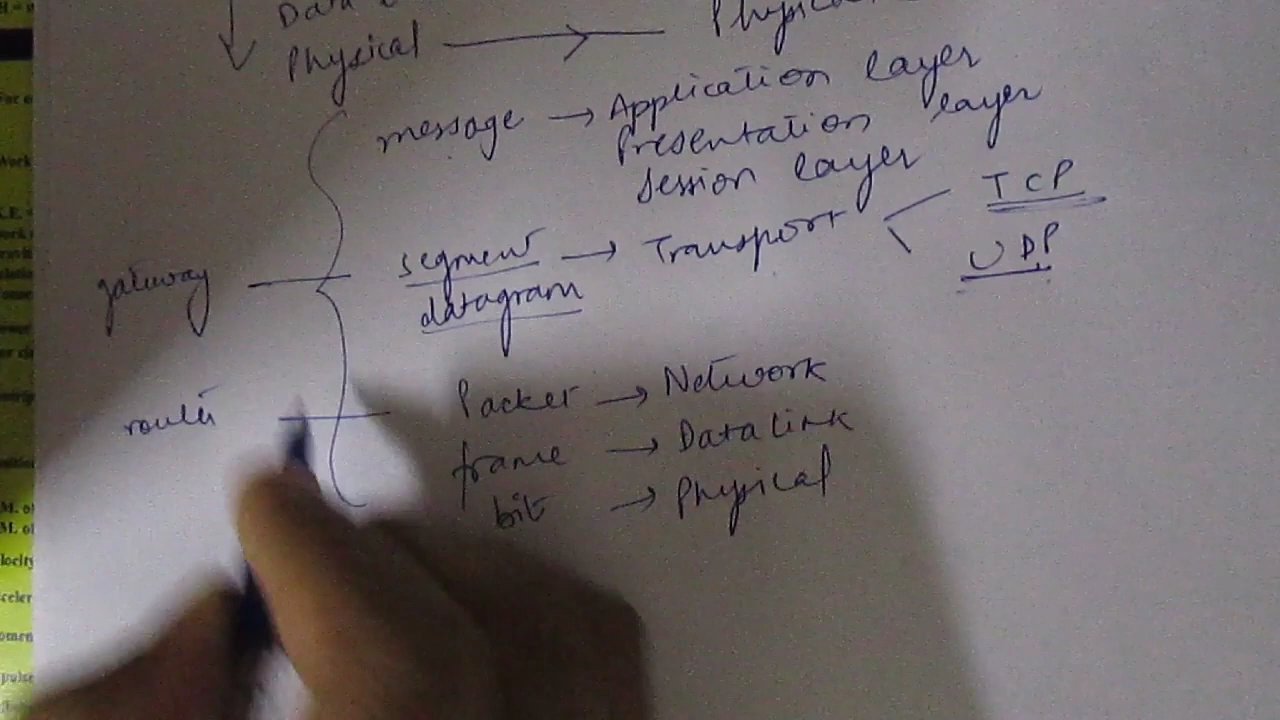 Data
Physical → Physical
message → Application layer
Presentation layer
Session layer
gateway segment → Transport TCP
datagram UDP
router Packet → Network
frame → Data link
bit → Physical